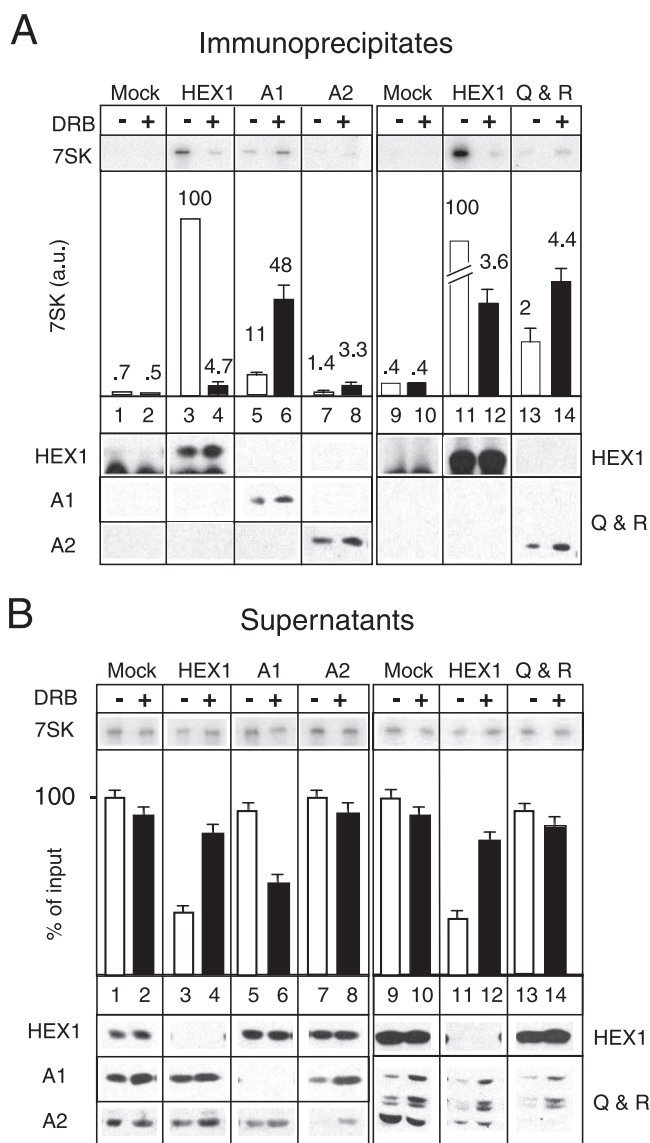 A
Immunoprecipitates
Mock HEX1 A1 A2 Mock HEX1 Q & R
DRB - + - + - + - + - + - + - +
7SK
7SK (a.u.)
.7 .5 100 4.7 11 48 1.4 3.3 .4 .4 100 3.6 2 4.4
1 2 3 4 5 6 7 8 9 10 11 12 13 14
HEX1 HEX1
A1
A2 Q & R
B
Supernatants
Mock HEX1 A1 A2 Mock HEX1 Q & R
DRB - + - + - + - + - + - + - +
7SK
100
% of input
1 2 3 4 5 6 7 8 9 10 11 12 13 14
HEX1 HEX1
A1
A2 Q & R